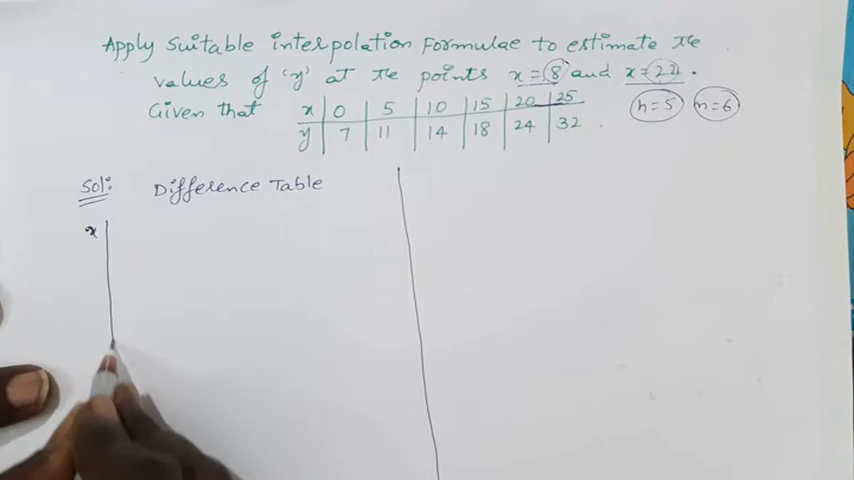 Apply Suitable interpolation Formulae to estimate the
values of 'y' at the points x = 8 and x = 22.
Given that x 0 5 10 15 20 25 h=5 n=6
y 7 11 14 18 24 32
Sol: Difference Table
x